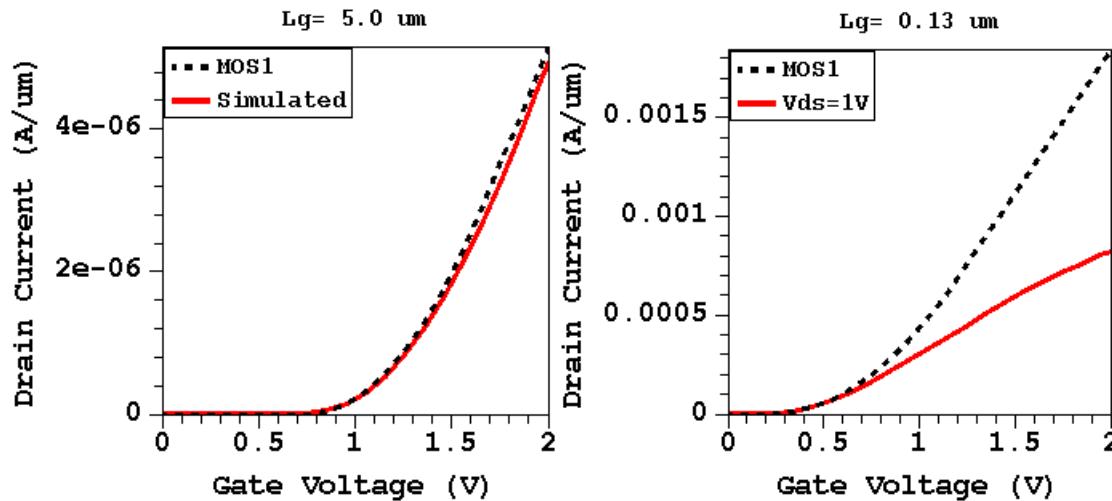 Lg= 5.0 um
MOS1
Simulated
Drain Current (A/um)
4e-06
2e-06
0
0 0.5 1 1.5 2
Gate Voltage (V)
Lg= 0.13 um
MOS1
Vds=1V
Drain Current (A/um)
0.0015
0.001
0.0005
0
0 0.5 1 1.5 2
Gate Voltage (V)